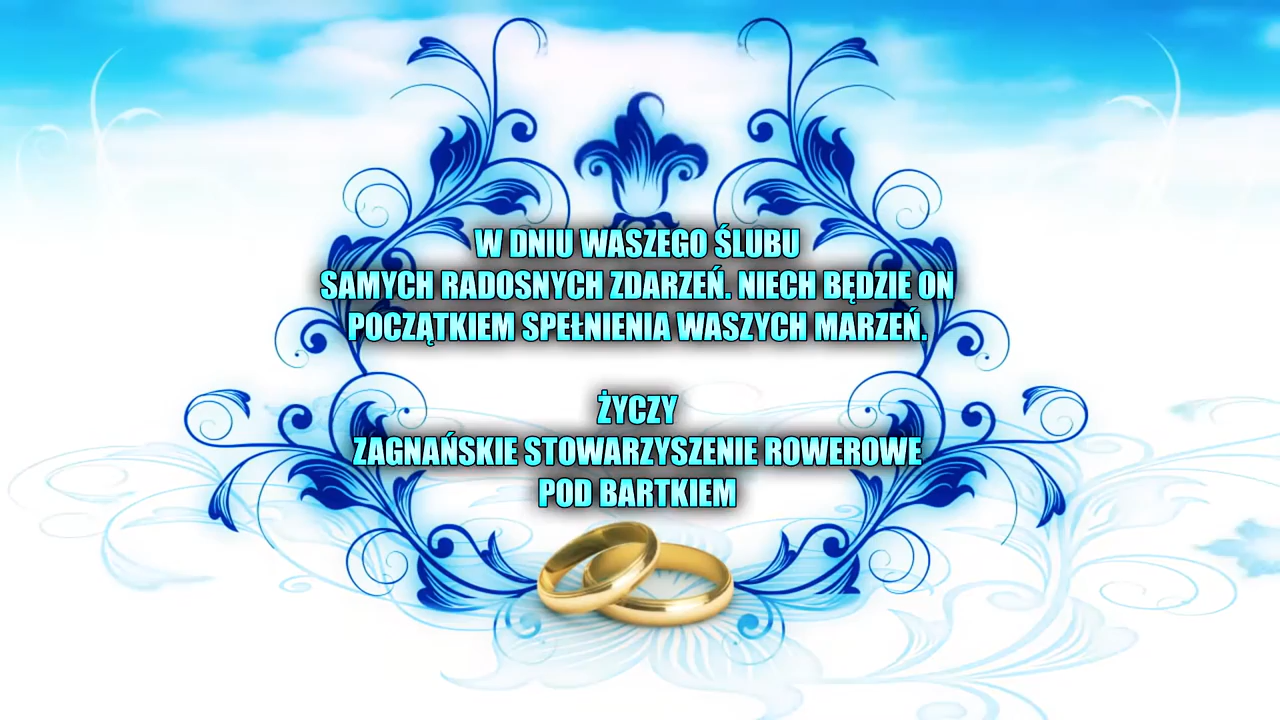 W DNIU WASZEGO ŚLUBU
SAMYCH RADOSNYCH ZDARZEŃ. NIECH BĘDZIE ON
POCZĄTKIEM SPEŁNIENIA WASZYCH MARZEŃ.
ŻYCZY
ZAGNAŃSKIE STOWARZYSZENIE ROWEROWE
POD BARTKIEM